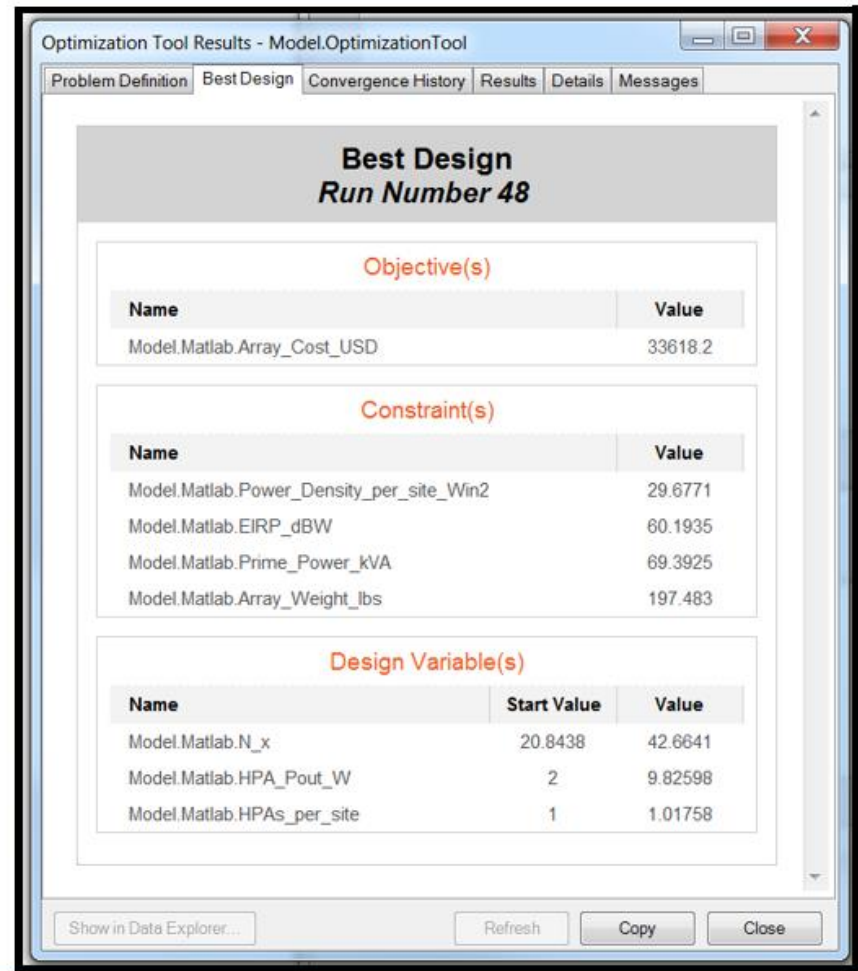 Optimization Tool Results - Model.OptimizationTool
Problem Definition Best Design Convergence History Results Details Messages
Best Design
Run Number 48
Objective(s)
Name Value
Model.Matlab.Array_Cost_USD 33618.2
Constraint(s)
Name Value
Model.Matlab.Power_Density_per_site_Win2 29.6771
Model.Matlab.EIRP_dBW 60.1935
Model.Matlab.Prime_Power_kVA 69.3925
Model.Matlab.Array_Weight_lbs 197.483
Design Variable(s)
Name Start Value Value
Model.Matlab.N_x 20.8438 42.6641
Model.Matlab.HPA_Pout_W 2 9.82598
Model.Matlab.HPAs_per_site 1 1.01758
Show in Data Explorer... Refresh Copy Close